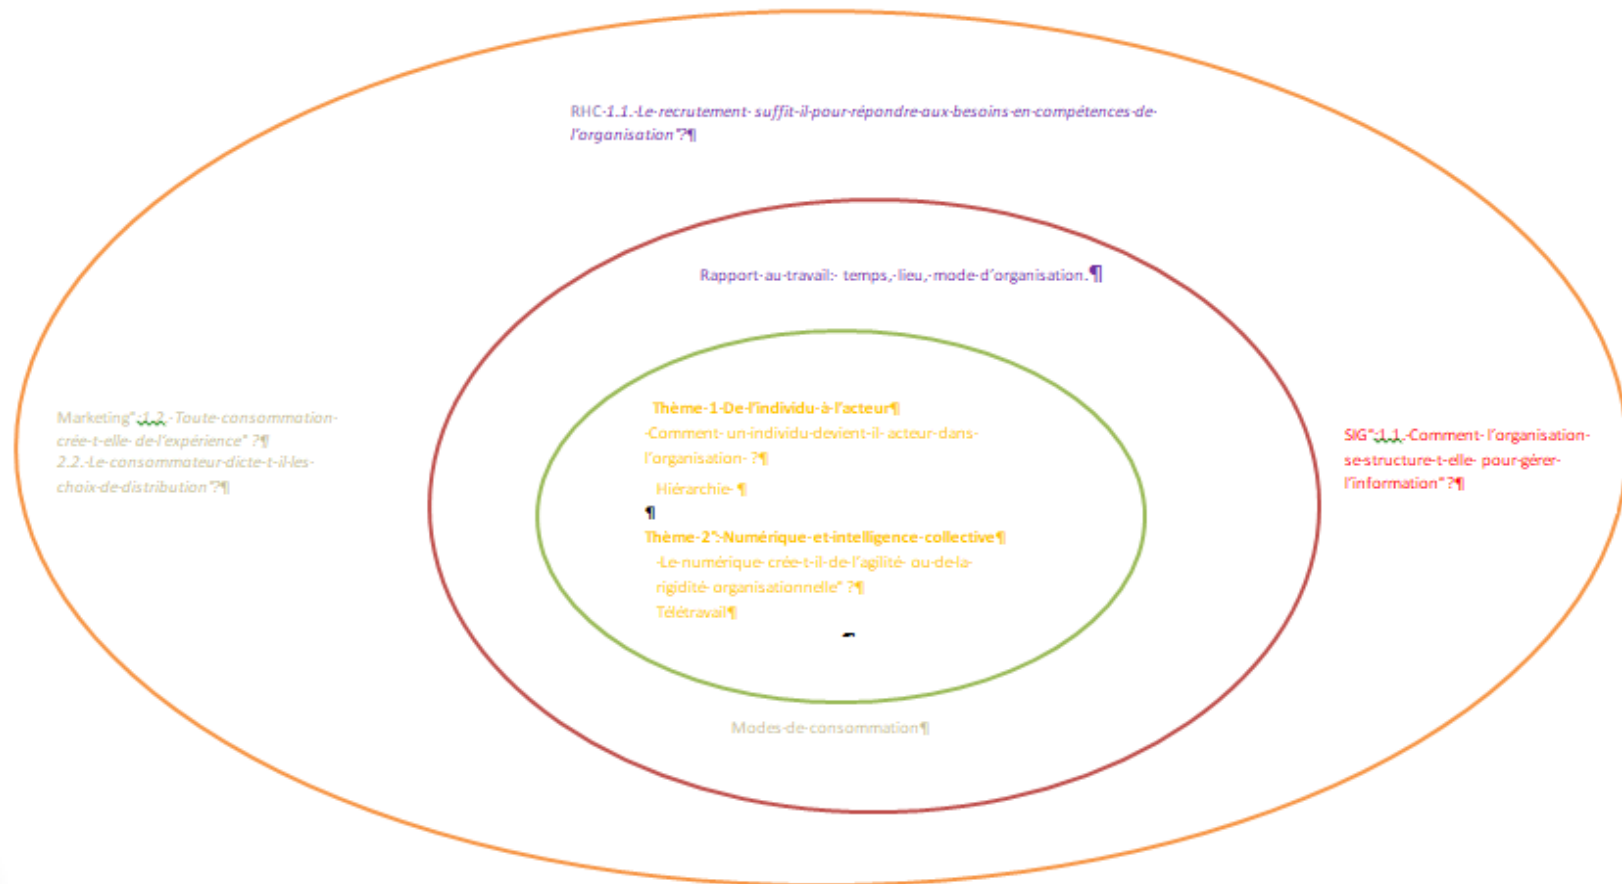 RHC·1.1.·Le·recrutement·suffit-il·pour·répondre·aux·besoins·en·compétences·de·
l'organisation°?¶
Rapport·au·travail:·temps,·lieu,·mode·d'organisation.¶
Thème·1·De·l'individu·à·l'acteur¶
-Comment·un·individu·devient-il·acteur·dans·
l'organisation·?¶
Hiérarchie·¶
¶
Thème·2°:·Numérique·et·intelligence·collective¶
-Le·numérique·crée-t-il·de·l'agilité·ou·de·la·
rigidité·organisationnelle°?¶
Télétravail¶
¶
Marketing°:1.2.·Toute·consommation·
crée-t-elle·de·l'expérience°?¶
2.2.·Le·consommateur·dicte-t-il·les·
choix·de·distribution°?¶
SIG°:1.1.·Comment·l'organisation·
se·structure-t-elle·pour·gérer·
l'information°?¶
Modes·de·consommation¶